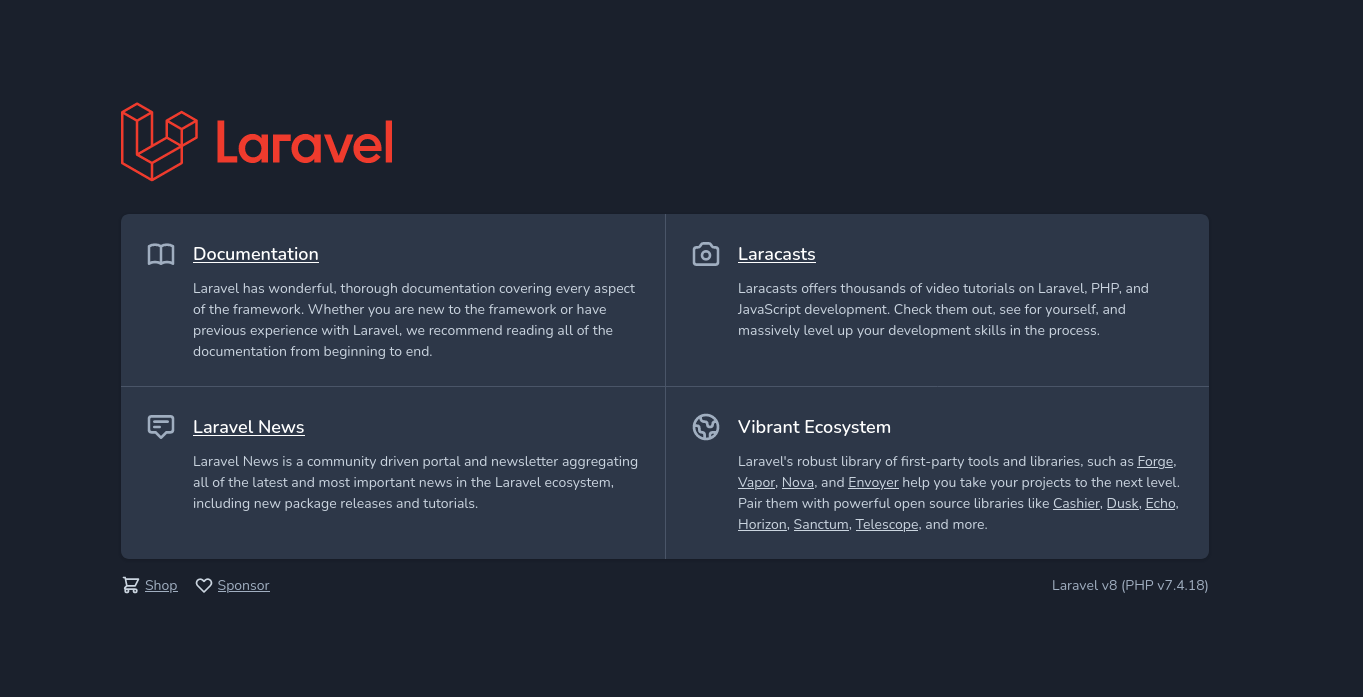 Laravel
Documentation
Laravel has wonderful, thorough documentation covering every aspect
of the framework. Whether you are new to the framework or have
previous experience with Laravel, we recommend reading all of the
documentation from beginning to end.
Laracasts
Laracasts offers thousands of video tutorials on Laravel, PHP, and
JavaScript development. Check them out, see for yourself, and
massively level up your development skills in the process.
Laravel News
Laravel News is a community driven portal and newsletter aggregating
all of the latest and most important news in the Laravel ecosystem,
including new package releases and tutorials.
Vibrant Ecosystem
Laravel's robust library of first-party tools and libraries, such as Forge,
Vapor, Nova, and Envoyer help you take your projects to the next level.
Pair them with powerful open source libraries like Cashier, Dusk, Echo,
Horizon, Sanctum, Telescope, and more.
Shop Sponsor
Laravel v8 (PHP v7.4.18)